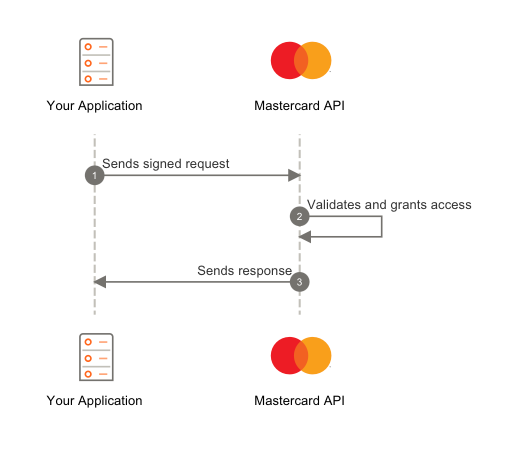 Your Application
Mastercard API
1
Sends signed request
2
Validates and grants access
Sends response
3
Your Application
Mastercard API